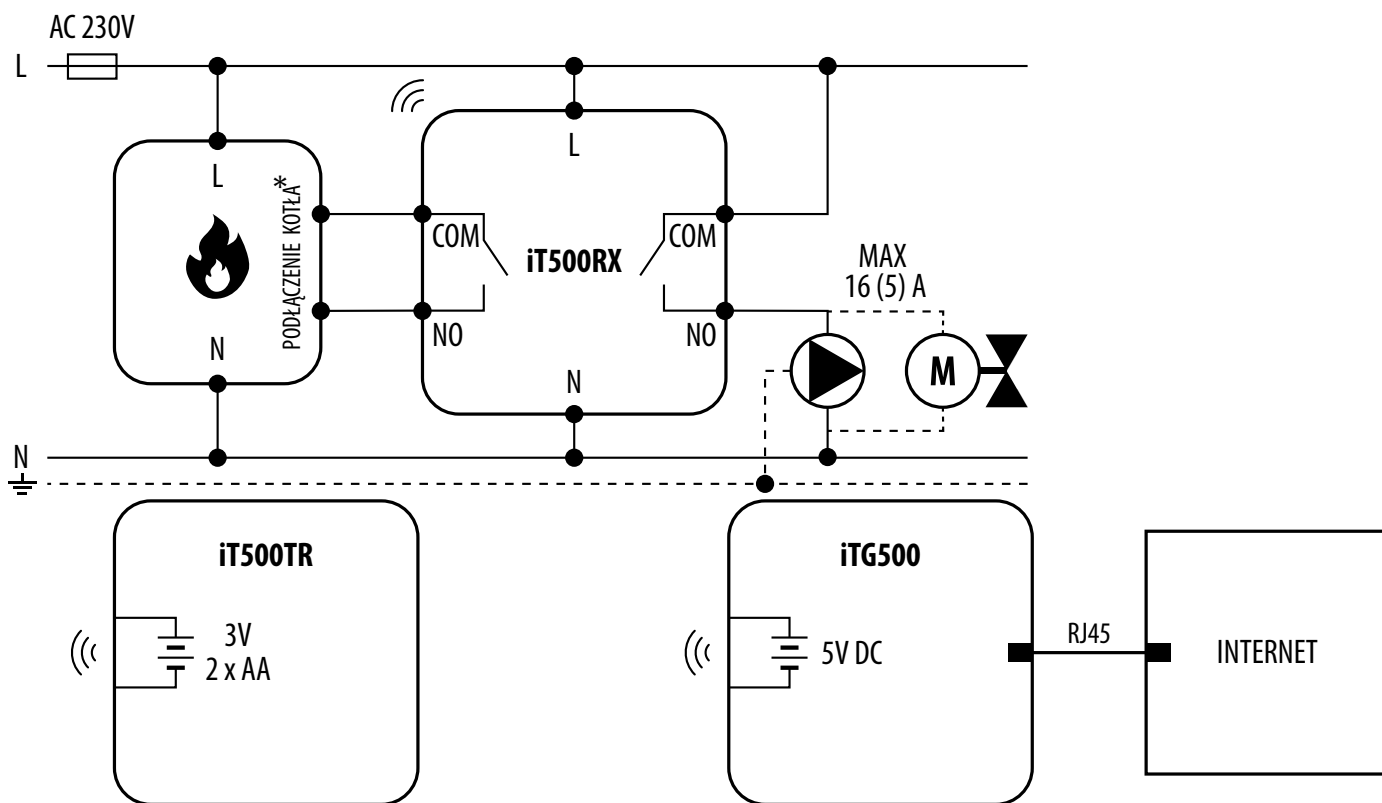 AC 230V
L
L
PODŁĄCZENIE KOTŁA*
N
L
COM
NO
iT500RX
COM
NO
N
MAX
16 (5) A
M
N
iT500TR
3V
2 x AA
iTG500
5V DC
RJ45
INTERNET